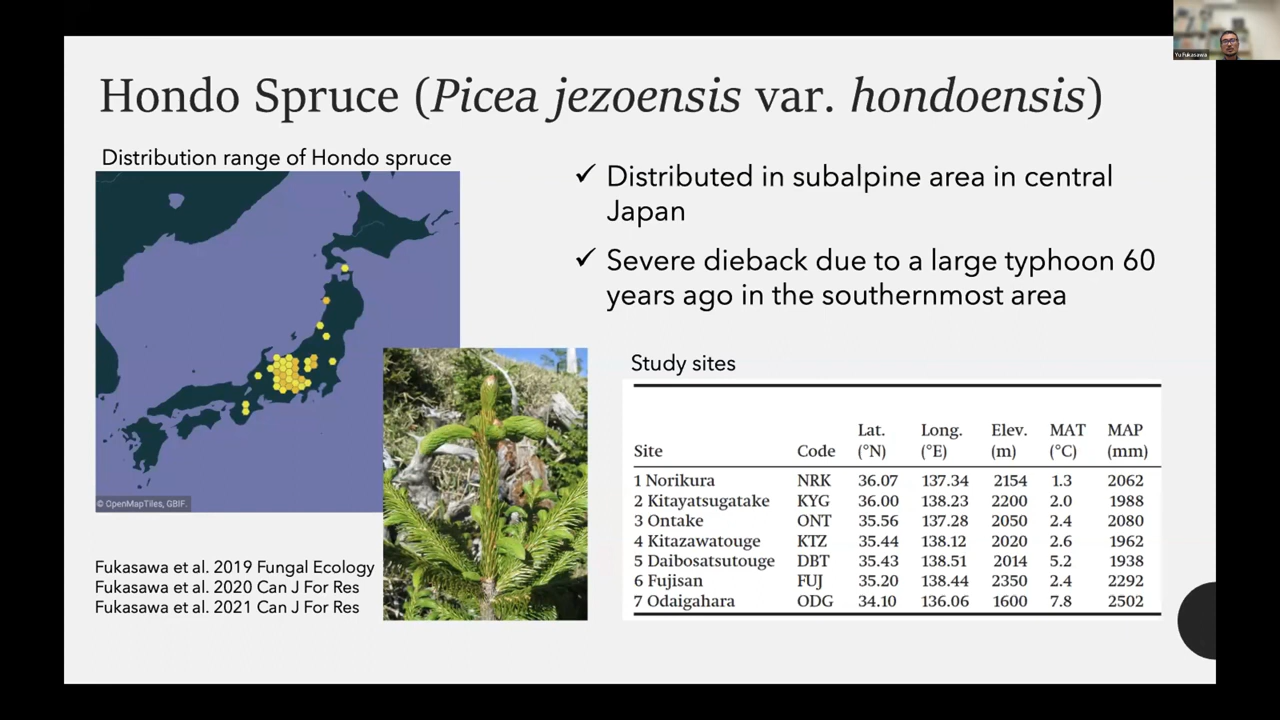 Yu Fukasawa
Hondo Spruce (Picea jezoensis var. hondoensis)
Distribution range of Hondo spruce
© OpenMapTiles, GBIF.
✓ Distributed in subalpine area in central
Japan
✓ Severe dieback due to a large typhoon 60
years ago in the southernmost area
Study sites
Site Code Lat. (°N) Long. (°E) Elev. (m) MAT (°C) MAP (mm)
1 Norikura NRK 36.07 137.34 2154 1.3 2062
2 Kitayatsugatake KYG 36.00 138.23 2200 2.0 1988
3 Ontake ONT 35.56 137.28 2050 2.4 2080
4 Kitazawatouge KTZ 35.44 138.12 2020 2.6 1962
5 Daibosatsutouge DBT 35.43 138.51 2014 5.2 1938
6 Fujisan FUJ 35.20 138.44 2350 2.4 2292
7 Odaigahara ODG 34.10 136.06 1600 7.8 2502
Fukasawa et al. 2019 Fungal Ecology
Fukasawa et al. 2020 Can J For Res
Fukasawa et al. 2021 Can J For Res